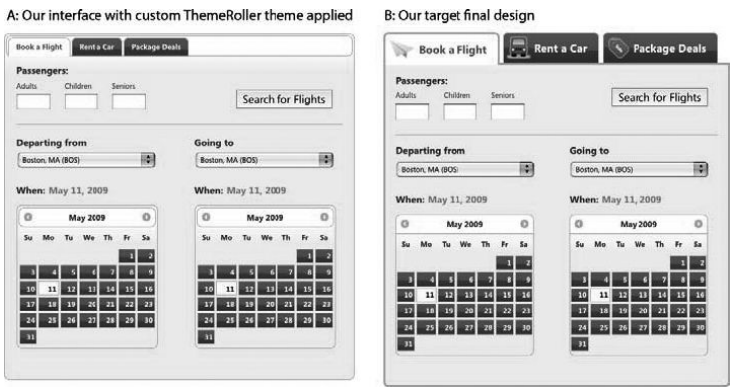 A: Our interface with custom ThemeRoller theme applied
Book a Flight Rent a Car Package Deals
Passengers:
Adults Children Seniors
Search for Flights
Departing from Going to
Boston, MA (BOS) Boston, MA (BOS)
When: May 11, 2009 When: May 11, 2009
May 2009 May 2009
Su Mo Tu We Th Fr Sa Su Mo Tu We Th Fr Sa
1 2 1 2
3 4 5 6 7 8 9 3 4 5 6 7 8 9
10 11 12 13 14 15 16 10 11 12 13 14 15 16
17 18 19 20 21 22 23 17 18 19 20 21 22 23
24 25 26 27 28 29 30 24 25 26 27 28 29 30
31 31
B: Our target final design
Book a Flight Rent a Car Package Deals
Passengers:
Adults Children Seniors
Search for Flights
Departing from Going to
Boston, MA (BOS) Boston, MA (BOS)
When: May 11, 2009 When: May 11, 2009
May 2009 May 2009
Su Mo Tu We Th Fr Sa Su Mo Tu We Th Fr Sa
1 2 1 2
3 4 5 6 7 8 9 3 4 5 6 7 8 9
10 11 12 13 14 15 16 10 11 12 13 14 15 16
17 18 19 20 21 22 23 17 18 19 20 21 22 23
24 25 26 27 28 29 30 24 25 26 27 28 29 30
31 31